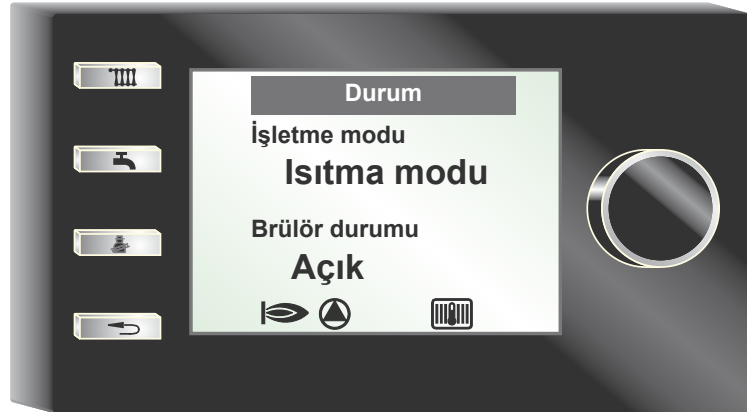 Durum
İşletme modu
Isıtma modu
Brülör durumu
Açık